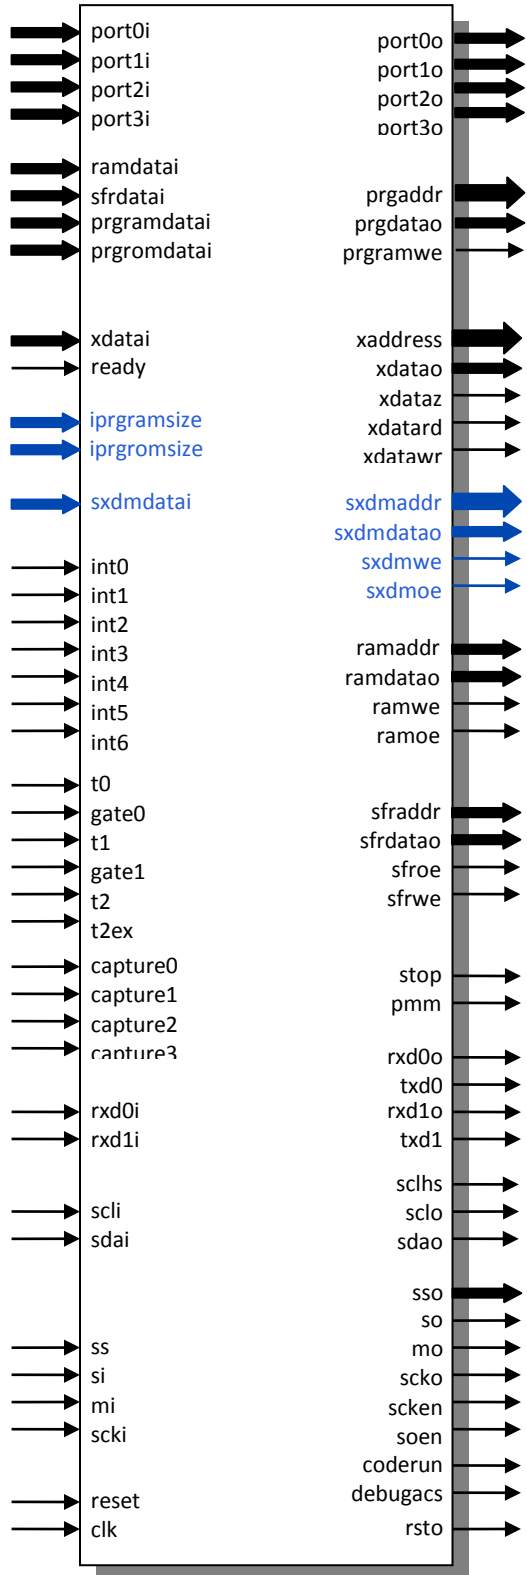 port0i
port1i
port2i
port3i
ramdatai
sfrdatai
prgramdatai
prgromdatai
xdatai
ready
iprgramsize
iprgromsize
sxdmdatai
int0
int1
int2
int3
int4
int5
int6
t0
gate0
t1
gate1
t2
t2ex
capture0
capture1
capture2
capture3
rxd0i
rxd1i
scli
sdai
ss
si
mi
scki
reset
clk
port0o
port1o
port2o
port3o
prgaddr
prgdatao
prgramwe
xaddress
xdatao
xdataz
xdatard
xdatawr
sxdmaddr
sxdmdatao
sxdmwe
sxdmoe
ramaddr
ramdatao
ramwe
ramoe
sfraddr
sfrdatao
sfroe
sfrwe
stop
pmm
rxd0o
txd0
rxd1o
txd1
sclhs
sclo
sdao
sso
so
mo
scko
scken
soen
coderun
debugacs
rsto